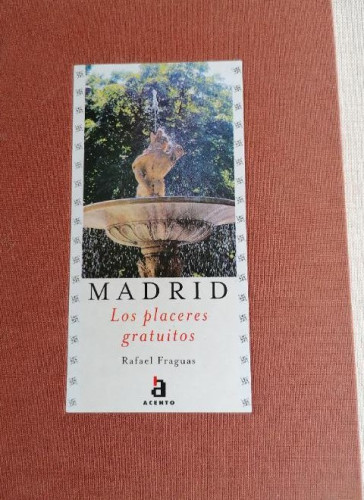 MADRID
Los placeres
gratuitos
Rafael Fraguas
ACENTO